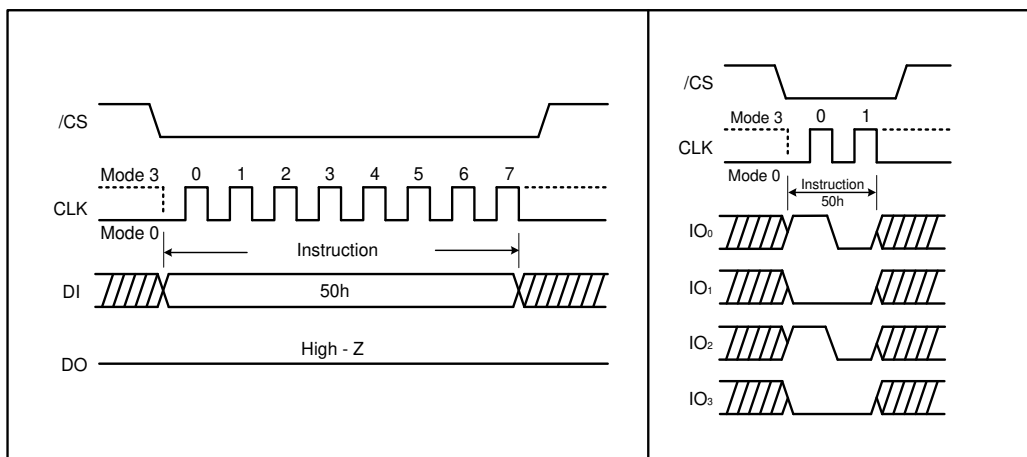 /CS
Mode 3
0 1 2 3 4 5 6 7
CLK
Mode 0
Instruction
DI
50h
High - Z
DO
/CS
Mode 3
0 1
CLK
Mode 0
Instruction
50h
IO0
IO1
IO2
IO3